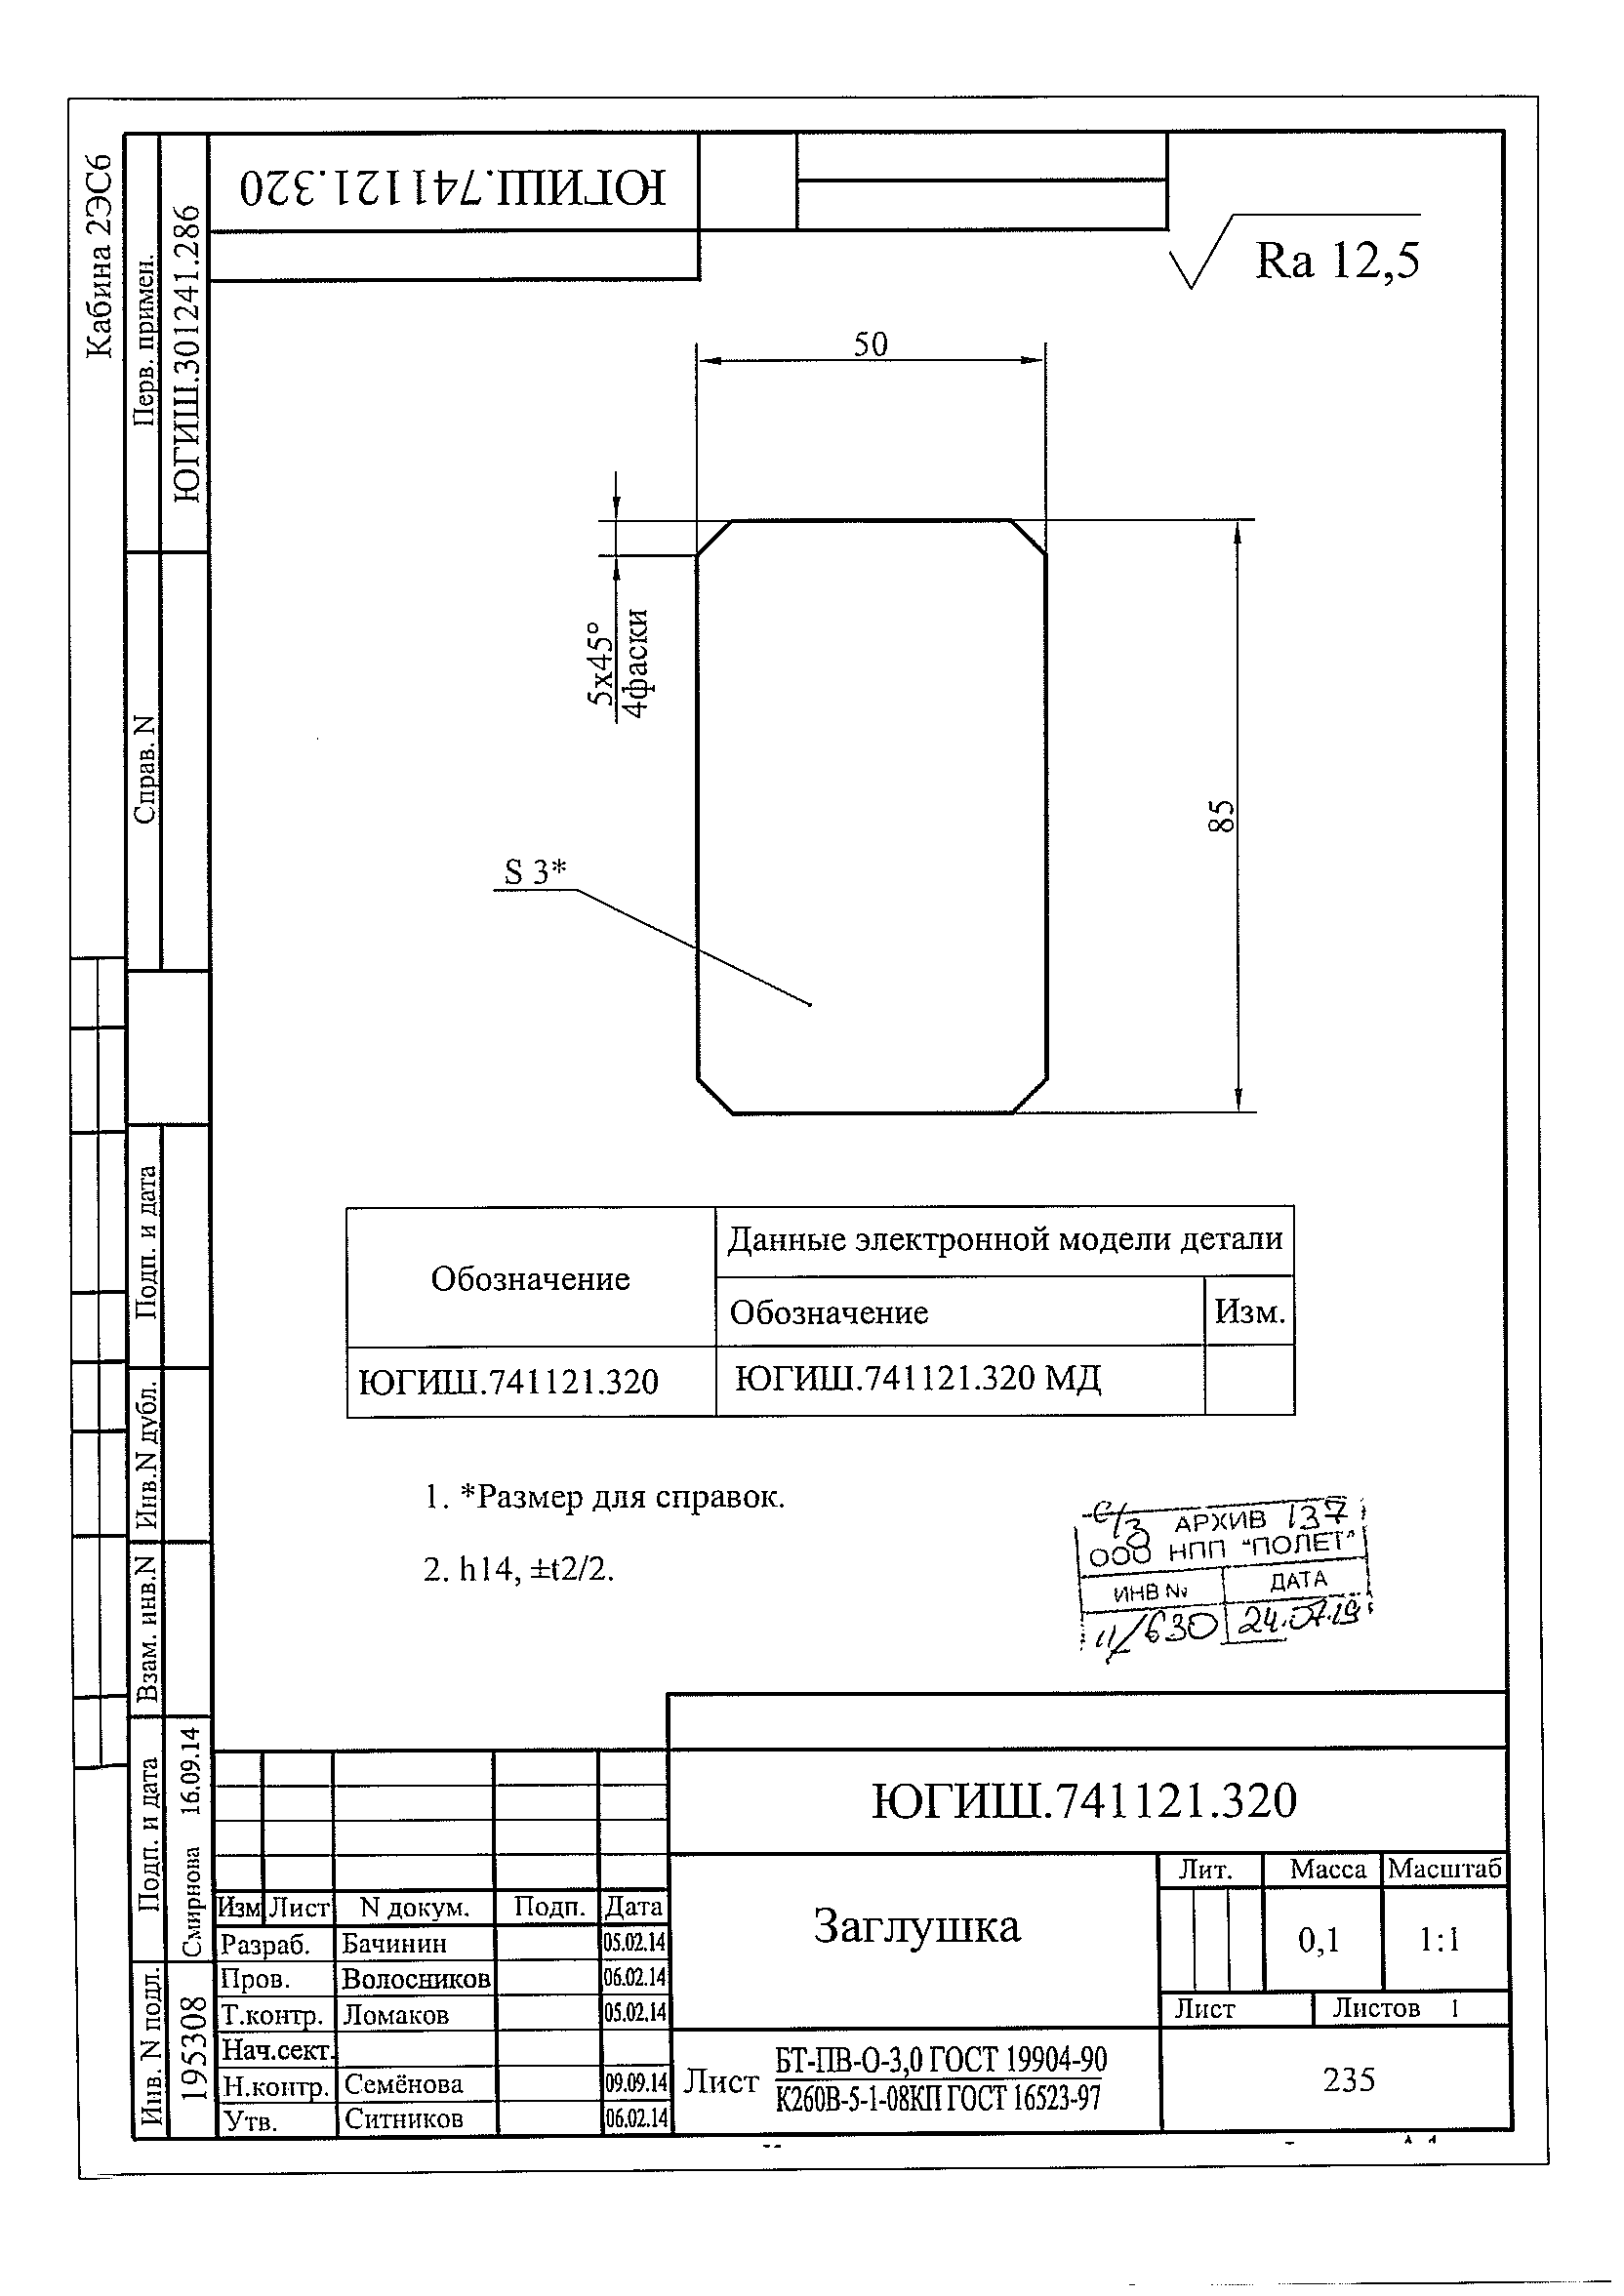 Кабина 2ЭС6
Перв. примен.
ЮГИШ.301241.286
Справ. N
Подп. и дата
Инв.N дубл.
Взам. инв.N
Подп. и дата
Смирнова 16.09.14
Инв. N подл.
195308
ЮГИШ.741121.320
Ra 12,5
50
5х45°
4фаски
85
S 3*
Обозначение
Данные электронной модели детали
Обозначение
Изм.
ЮГИШ.741121.320
ЮГИШ.741121.320 МД
1. *Размер для справок.
2. h14, ±t2/2.
АРХИВ 137
ООО НПП "ПОЛЕТ"
ИНВ № ДАТА
11/630 24.07.19
ЮГИШ.741121.320
Изм Лист N докум. Подп. Дата
Разраб. Бачинин 05.02.14
Пров. Волосников 06.02.14
Т.контр. Ломаков 05.02.14
Нач.сект.
Н.контр. Семёнова 09.09.14
Утв. Ситников 06.02.14
Заглушка
Лит. Масса Масштаб
0,1 1:1
Лист Листов 1
Лист БТ-ПВ-О-3,0 ГОСТ 19904-90
К260В-5-1-08КП ГОСТ 16523-97
235